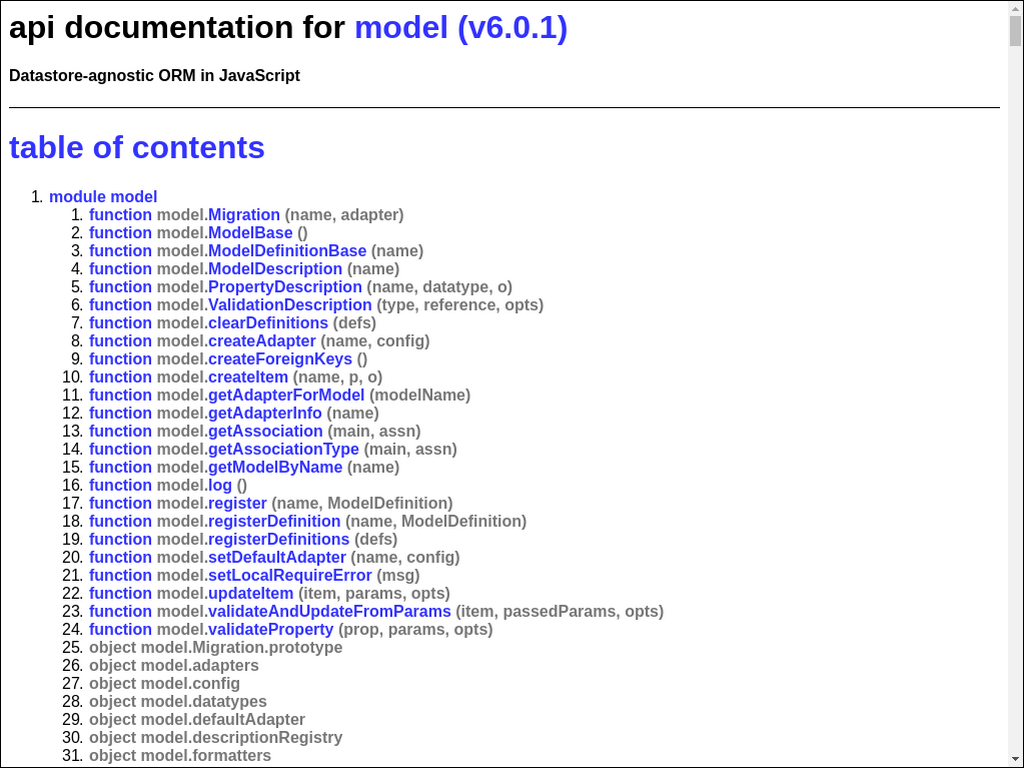 api documentation for model (v6.0.1)
Datastore-agnostic ORM in JavaScript
table of contents
1. module model
1. function model.Migration (name, adapter)
2. function model.ModelBase ()
3. function model.ModelDefinitionBase (name)
4. function model.ModelDescription (name)
5. function model.PropertyDescription (name, datatype, o)
6. function model.ValidationDescription (type, reference, opts)
7. function model.clearDefinitions (defs)
8. function model.createAdapter (name, config)
9. function model.createForeignKeys ()
10. function model.createItem (name, p, o)
11. function model.getAdapterForModel (modelName)
12. function model.getAdapterInfo (name)
13. function model.getAssociation (main, assn)
14. function model.getAssociationType (main, assn)
15. function model.getModelByName (name)
16. function model.log ()
17. function model.register (name, ModelDefinition)
18. function model.registerDefinition (name, ModelDefinition)
19. function model.registerDefinitions (defs)
20. function model.setDefaultAdapter (name, config)
21. function model.setLocalRequireError (msg)
22. function model.updateItem (item, params, opts)
23. function model.validateAndUpdateFromParams (item, passedParams, opts)
24. function model.validateProperty (prop, params, opts)
25. object model.Migration.prototype
26. object model.adapters
27. object model.config
28. object model.datatypes
29. object model.defaultAdapter
30. object model.descriptionRegistry
31. object model.formatters